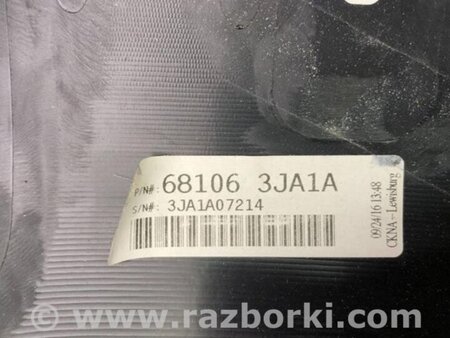 P/N#: 68106 3JA1A
S/N#: 3JA1A07214
09/24/16 13:48
CKNA-Lewisburg
www.razborki.com